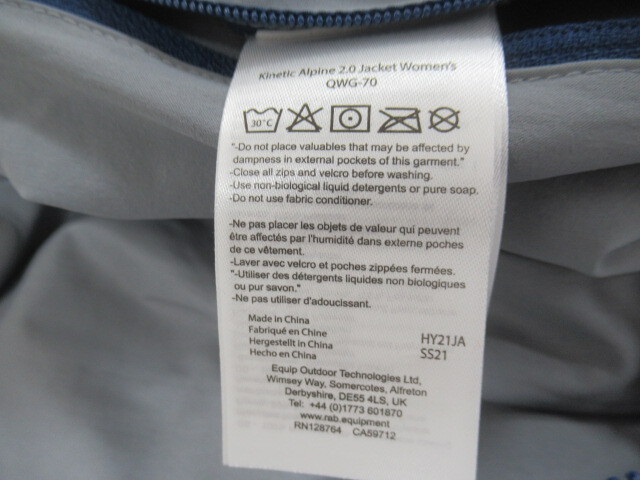 Kinetic Alpine 2.0 Jacket Women's
QWG-70
30°C
"-Do not place valuables that may be affected by
dampness in external pockets of this garment."
-Close all zips and velcro before washing.
-Use non-biological liquid detergents or pure soap.
-Do not use fabric conditioner.
-Ne pas placer les objets de valeur qui peuvent
être affectés par l'humidité dans externe poches
de ce vêtement.
-Laver avec velcro et poches zippées fermées.
"-Utiliser des détergents liquides non biologiques
ou pur savon."
-Ne pas utiliser d'adoucissant.
Made in China
Fabriqué en Chine
Hergestellt in China
Hecho en China
HY21JA
SS21
Equip Outdoor Technologies Ltd,
Wimsey Way, Somercotes, Alfreton
Derbyshire, DE55 4LS, UK
Tel: +44 (0)1773 601870
www.rab.equipment
RN128764 CA59712